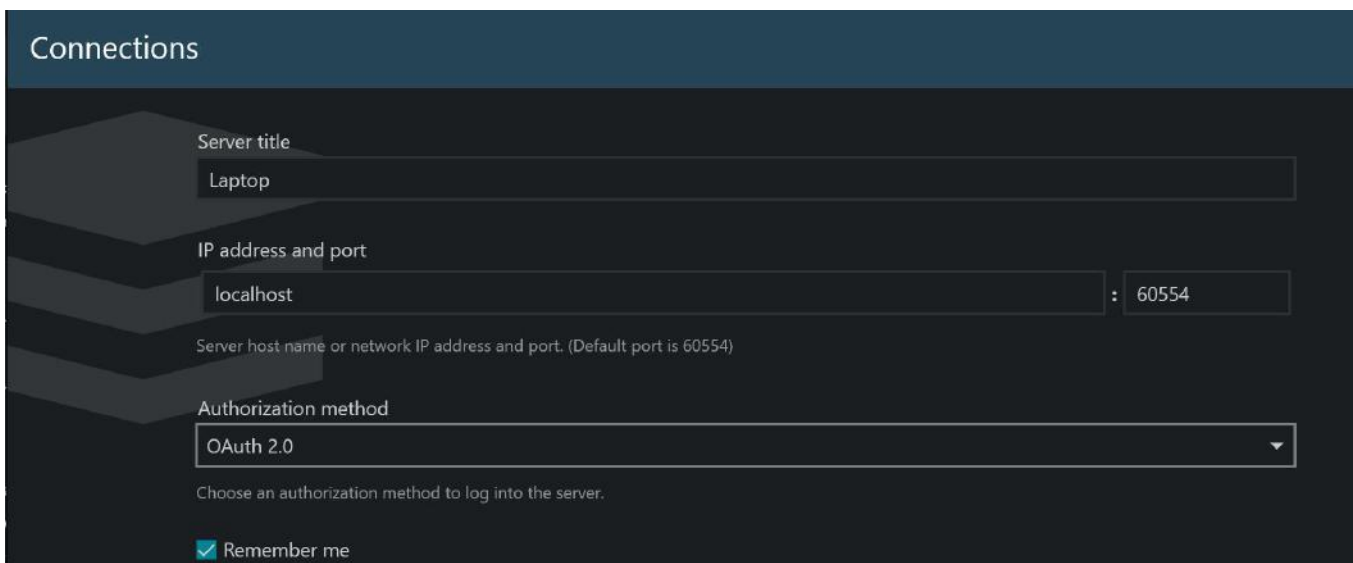 Connections
Server title
Laptop
IP address and port
localhost : 60554
Server host name or network IP address and port. (Default port is 60554)
Authorization method
OAuth 2.0
Choose an authorization method to log into the server.
Remember me